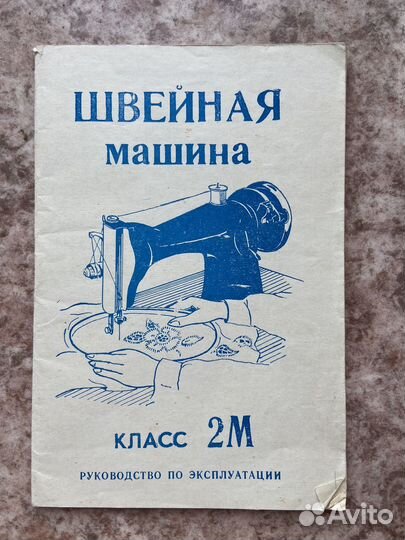 ШВЕЙНАЯ
машина
КЛАСС 2М
РУКОВОДСТВО ПО ЭКСПЛУАТАЦИИ
Avito